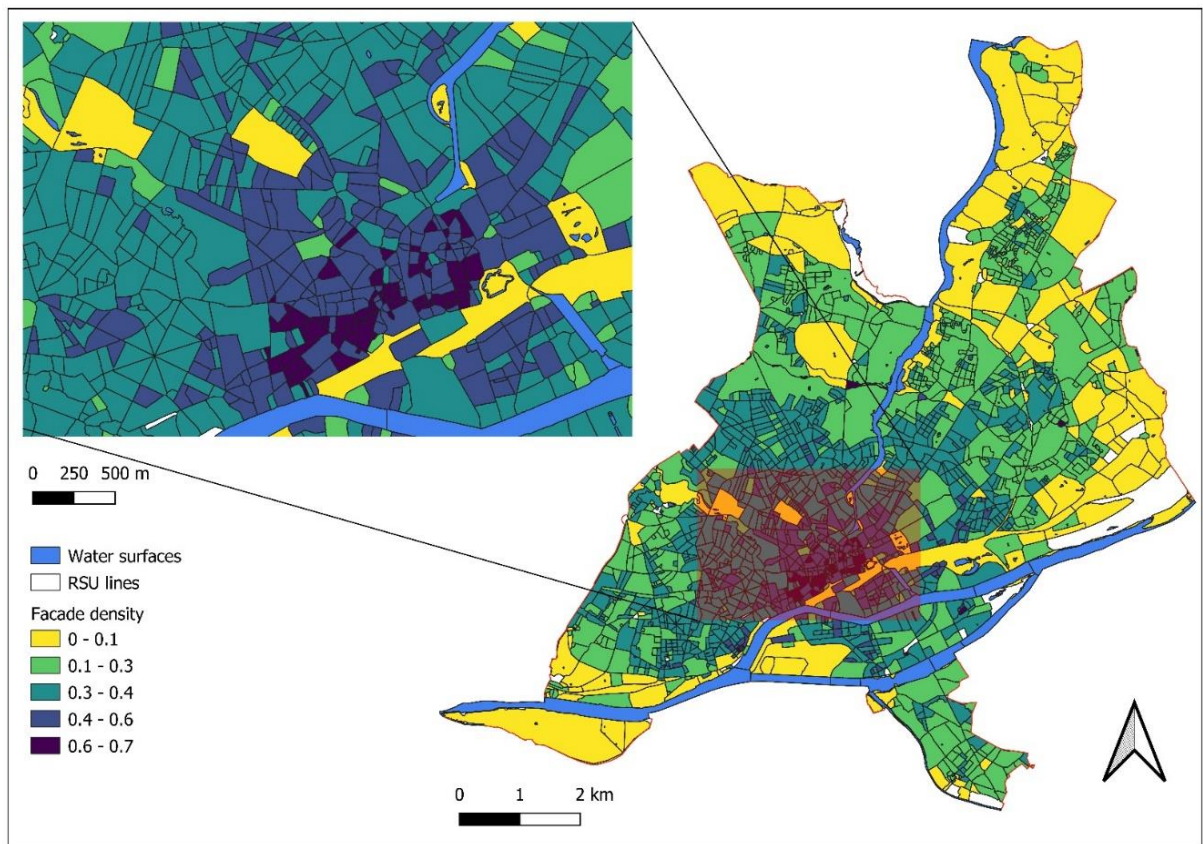 0 250 500 m
Water surfaces
RSU lines
Facade density
0 - 0.1
0.1 - 0.3
0.3 - 0.4
0.4 - 0.6
0.6 - 0.7
0 1 2 km